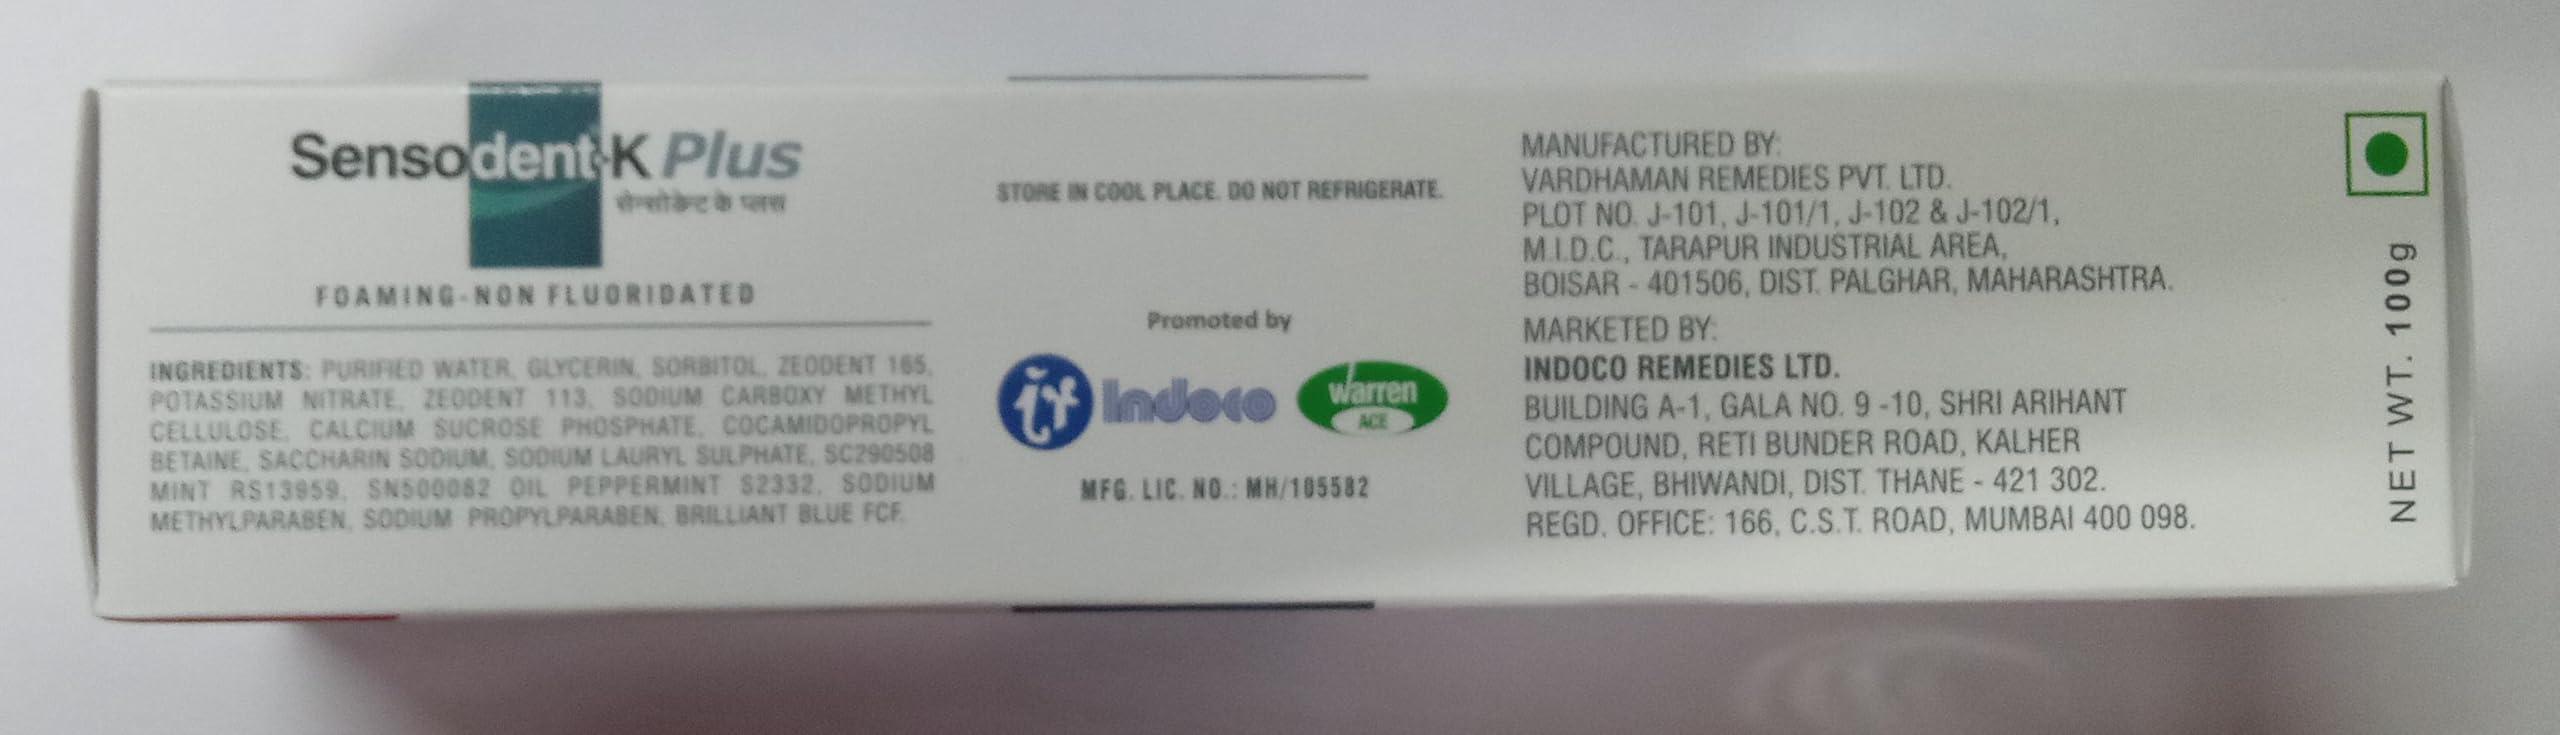 Sensodent-K Plus
सेन्सोडेन्ट के प्लस
FOAMING-NON FLUORIDATED
INGREDIENTS: PURIFIED WATER, GLYCERIN, SORBITOL, ZEODENT 165,
POTASSIUM NITRATE, ZEODENT 113, SODIUM CARBOXY METHYL
CELLULOSE, CALCIUM SUCROSE PHOSPHATE, COCAMIDOPROPYL
BETAINE, SACCHARIN SODIUM, SODIUM LAURYL SULPHATE, SC290508
MINT RS13959, SN500082 OIL PEPPERMINT S2332, SODIUM
METHYLPARABEN, SODIUM PROPYLPARABEN, BRILLIANT BLUE FCF.
STORE IN COOL PLACE. DO NOT REFRIGERATE.
Promoted by
Indoco
warren
ACE
MFG. LIC. NO.: MH/105582
MANUFACTURED BY:
VARDHAMAN REMEDIES PVT. LTD.
PLOT NO. J-101, J-101/1, J-102 & J-102/1,
M.I.D.C., TARAPUR INDUSTRIAL AREA,
BOISAR - 401506, DIST. PALGHAR, MAHARASHTRA.
MARKETED BY:
INDOCO REMEDIES LTD.
BUILDING A-1, GALA NO. 9 -10, SHRI ARIHANT
COMPOUND, RETI BUNDER ROAD, KALHER
VILLAGE, BHIWANDI, DIST. THANE - 421 302.
REGD. OFFICE: 166, C.S.T. ROAD, MUMBAI 400 098.
NET WT. 100g